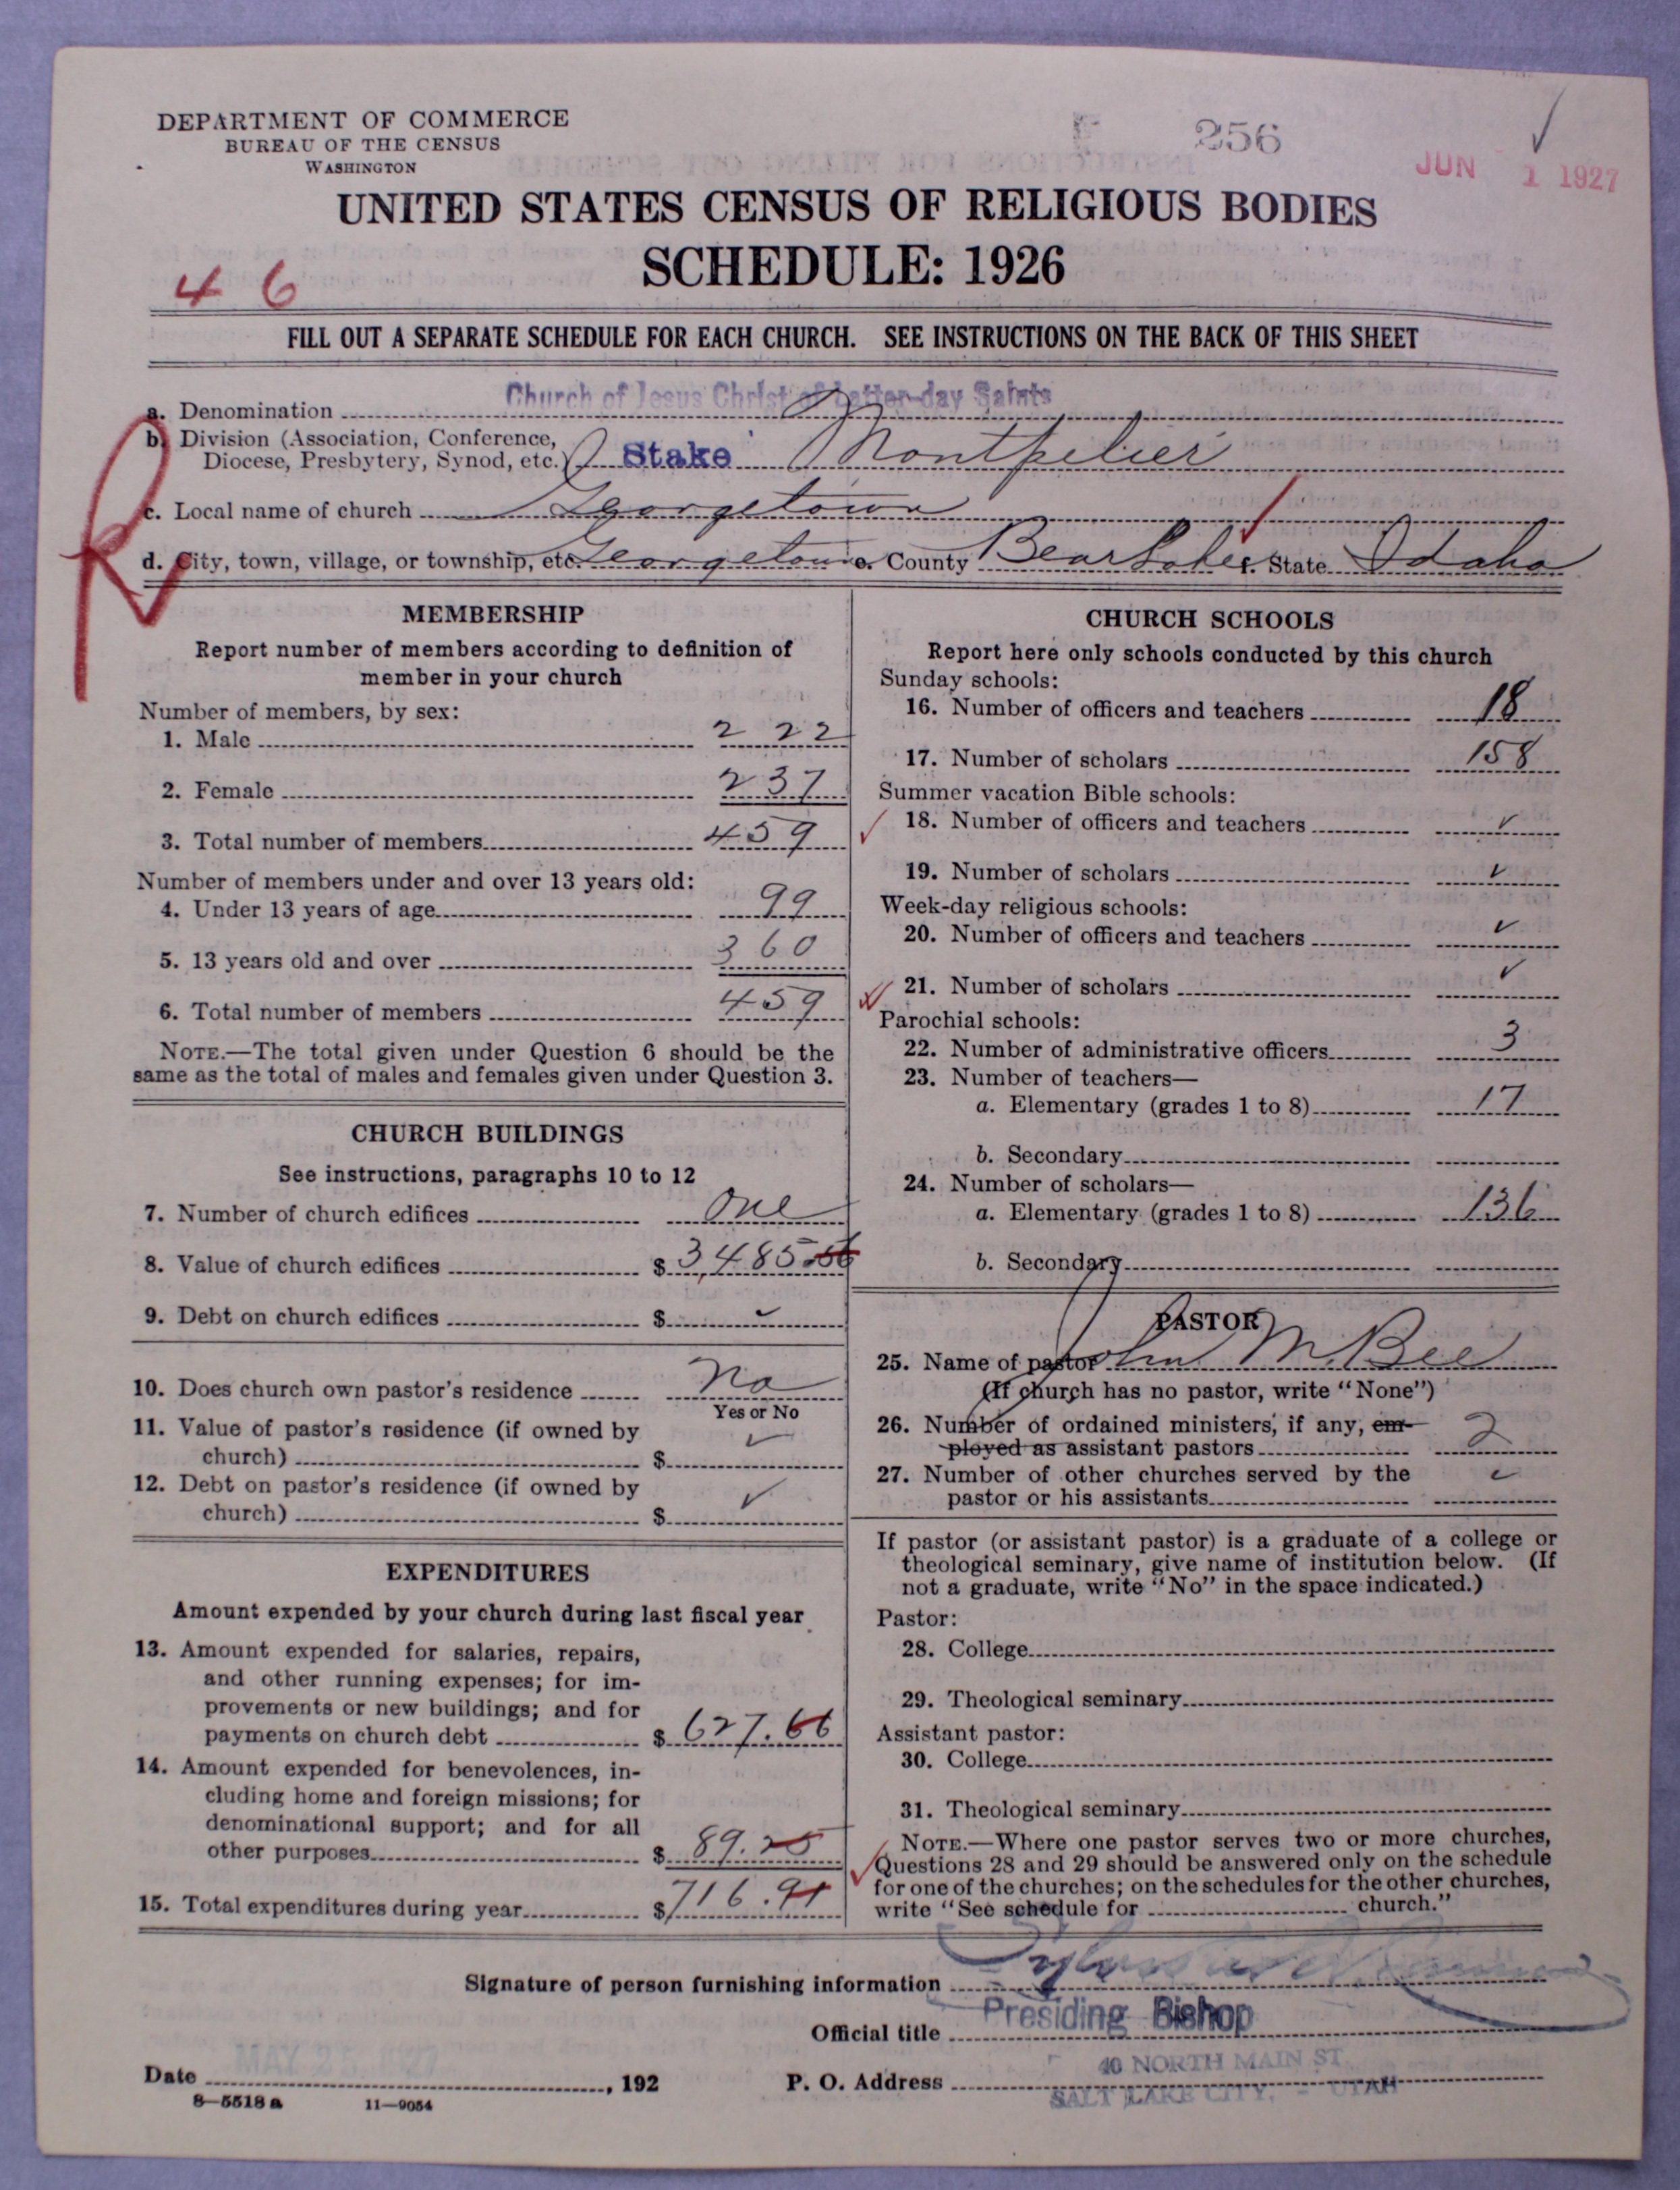 DEPARTMENT OF COMMERCE
BUREAU OF THE CENSUS
WASHINGTON
256
JUN 1 1927
UNITED STATES CENSUS OF RELIGIOUS BODIES
SCHEDULE: 1926
4 6
FILL OUT A SEPARATE SCHEDULE FOR EACH CHURCH. SEE INSTRUCTIONS ON THE BACK OF THIS SHEET
a. Denomination Church of Jesus Christ of Latter-day Saints
b. Division (Association, Conference,
Diocese, Presbytery, Synod, etc.) Stake Montpelier
c. Local name of church Georgetown
d. City, town, village, or township, etc. Georgetown e. County Bear Lake f. State Idaho
R
MEMBERSHIP
Report number of members according to definition of
member in your church
Number of members, by sex:
1. Male 222
2. Female 237
3. Total number of members 459
Number of members under and over 13 years old:
4. Under 13 years of age 99
5. 13 years old and over 360
6. Total number of members 459
NOTE.—The total given under Question 6 should be the
same as the total of males and females given under Question 3.
CHURCH BUILDINGS
See instructions, paragraphs 10 to 12
7. Number of church edifices One
8. Value of church edifices $ 3,485.56
9. Debt on church edifices $
10. Does church own pastor's residence No
Yes or No
11. Value of pastor's residence (if owned by
church) $
12. Debt on pastor's residence (if owned by
church) $
EXPENDITURES
Amount expended by your church during last fiscal year
13. Amount expended for salaries, repairs,
and other running expenses; for im-
provements or new buildings; and for
payments on church debt $ 627.66
14. Amount expended for benevolences, in-
cluding home and foreign missions; for
denominational support; and for all
other purposes $ 89.25
15. Total expenditures during year $ 716.91
CHURCH SCHOOLS
Report here only schools conducted by this church
Sunday schools:
16. Number of officers and teachers 18
17. Number of scholars 158
Summer vacation Bible schools:
18. Number of officers and teachers
19. Number of scholars
Week-day religious schools:
20. Number of officers and teachers
21. Number of scholars
Parochial schools:
22. Number of administrative officers 3
23. Number of teachers—
a. Elementary (grades 1 to 8) 17
b. Secondary
24. Number of scholars—
a. Elementary (grades 1 to 8) 136
b. Secondary
PASTOR
25. Name of pastor John M. Bee
(If church has no pastor, write "None")
26. Number of ordained ministers, if any, em-
ployed as assistant pastors 2
27. Number of other churches served by the
pastor or his assistants
If pastor (or assistant pastor) is a graduate of a college or
theological seminary, give name of institution below. (If
not a graduate, write "No" in the space indicated.)
Pastor:
28. College
29. Theological seminary
Assistant pastor:
30. College
31. Theological seminary
NOTE.—Where one pastor serves two or more churches,
Questions 28 and 29 should be answered only on the schedule
for one of the churches; on the schedules for the other churches,
write "See schedule for church."
Signature of person furnishing information
Official title Presiding Bishop
Date MAY 25 1927, 192
P. O. Address 40 NORTH MAIN ST
SALT LAKE CITY, - UTAH
8—5518 a 11—9054